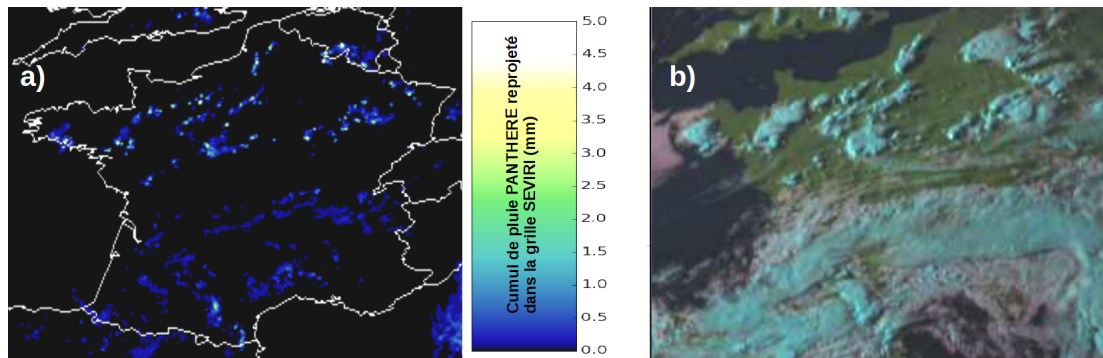 a)
Cumul de pluie PANTHERE reprojeté
dans la grille SEVIRI (mm)
5.0
4.5
4.0
3.5
3.0
2.5
2.0
1.5
1.0
0.5
0.0
b)